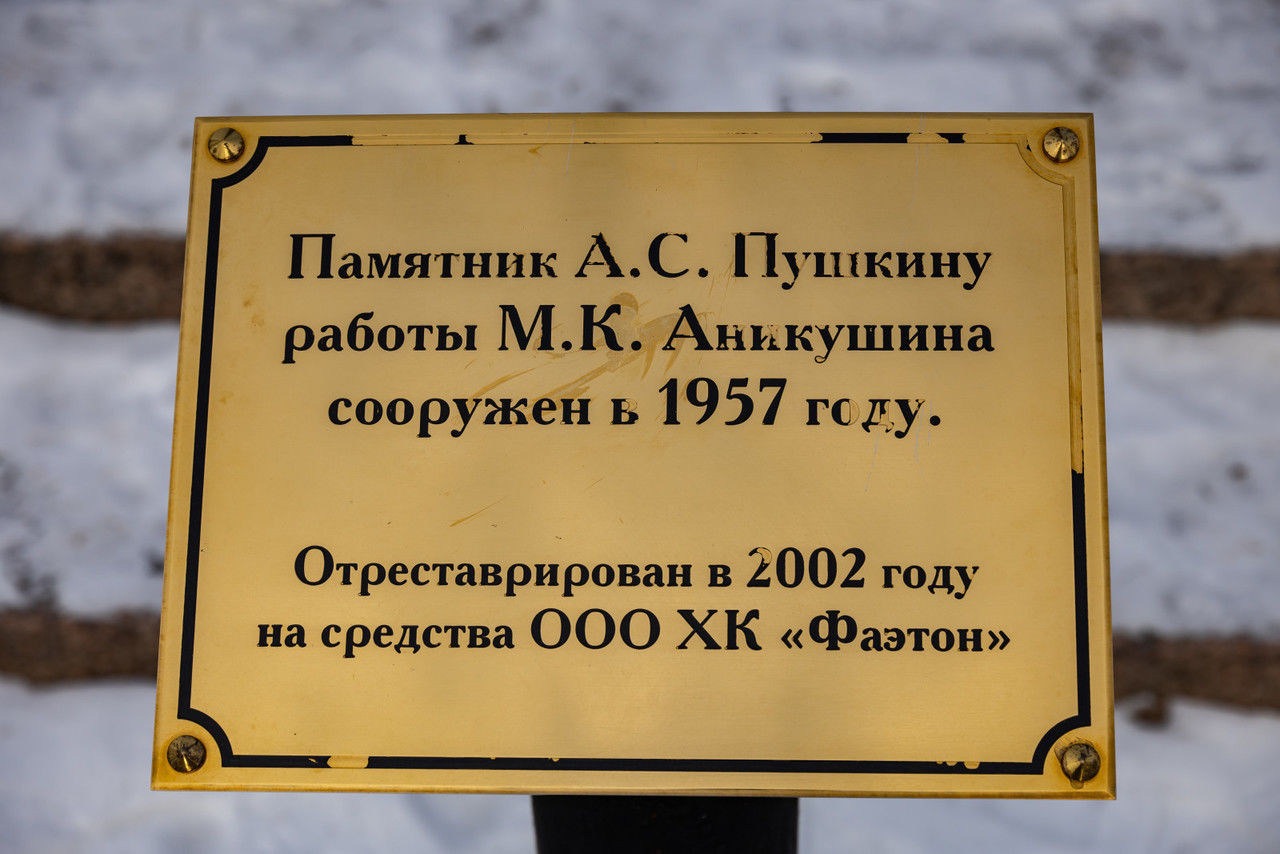 Памятник А.С. Пушкину
работы М.К. Аникушина
сооружен в 1957 году.
Отреставрирован в 2002 году
на средства ООО ХК «Фаэтон»